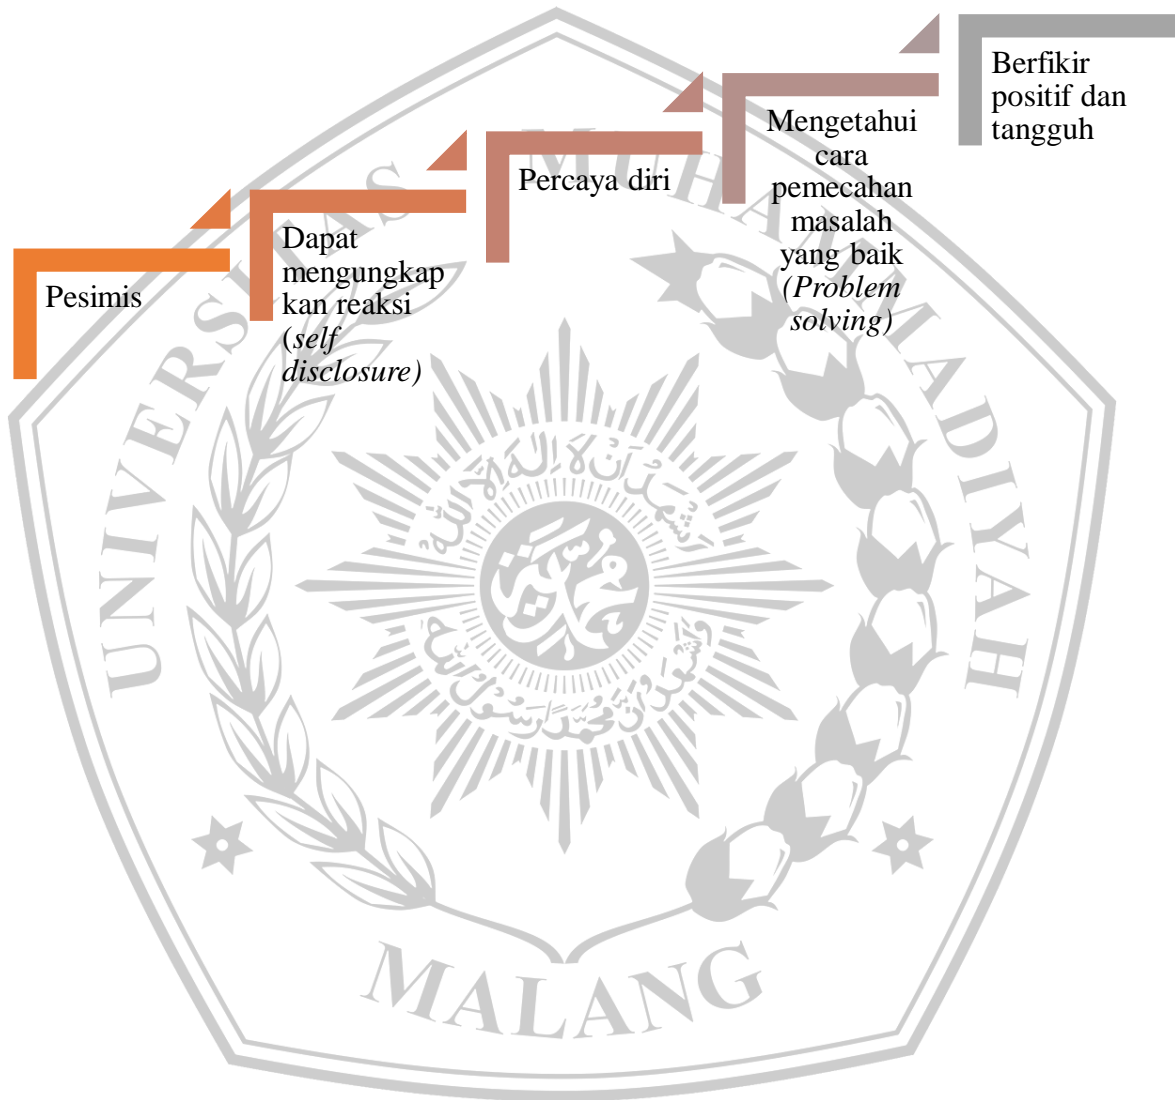 Pesimis
Dapat
mengungkap
kan reaksi
(self
disclosure)
Percaya diri
Mengetahui
cara
pemecahan
masalah
yang baik
(Problem
solving)
Berfikir
positif dan
tangguh
UNIVERSITAS MUHAMMADIYAH
MALANG